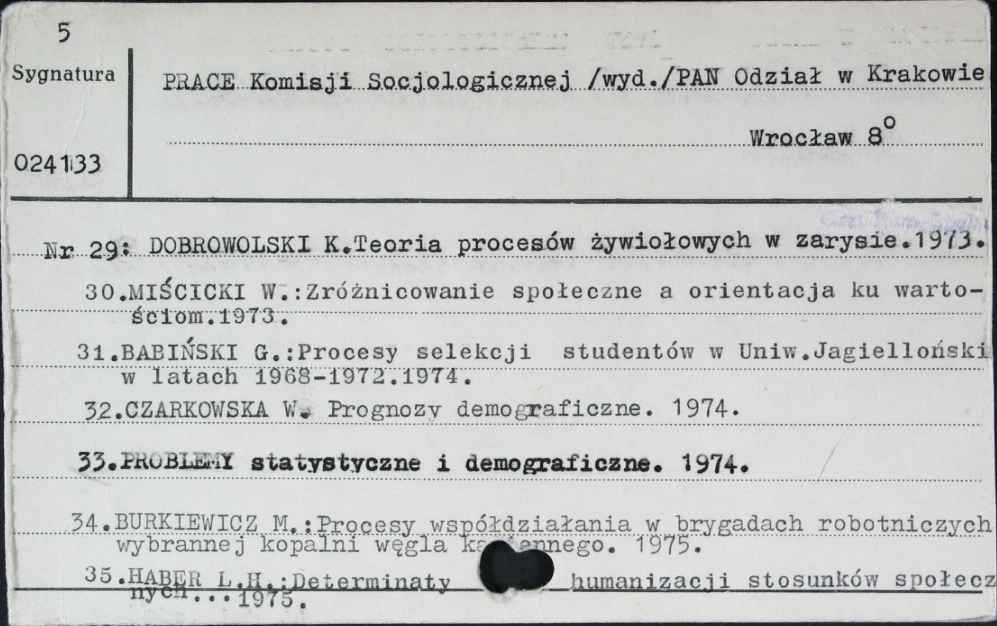 5
Sygnatura
PRACE Komisji Socjologicznej /wyd./PAN Odział w Krakowie
Wrocław 8⁰
024133
Nr 29: DOBROWOLSKI K.Teoria procesów żywiołowych w zarysie.1973.
30.MIŚCICKI W.:Zróżnicowanie społeczne a orientacja ku warto-
ściom.1973.
31.BABIŃSKI G.:Procesy selekcji studentów w Uniw.Jagielloński
w latach 1968-1972.1974.
32.CZARKOWSKA W. Prognozy demograficzne. 1974.
33.PROBLEMY statystyczne i demograficzne. 1974.
34.BURKIEWICZ M.:Procesy współdziałania w brygadach robotniczych
wybrannej kopalni węgla ka ennego. 1975.
35.HABER L.H.:Determinaty humanizacji stosunków społecz
nych...1975.